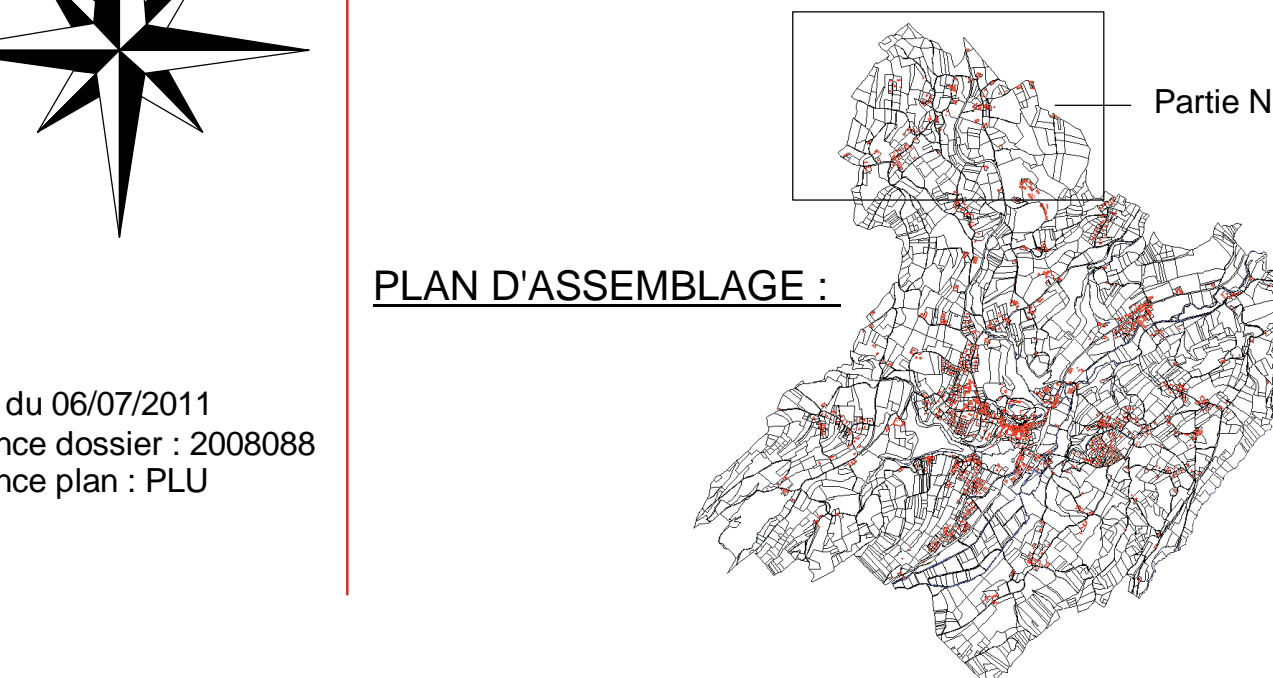 Partie N
PLAN D'ASSEMBLAGE :
du 06/07/2011
nce dossier : 2008088
nce plan : PLU